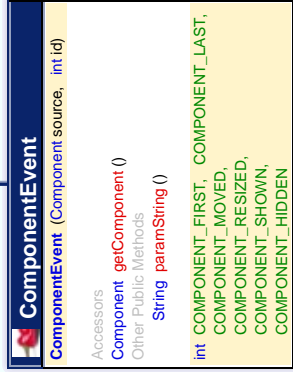 ComponentEvent
ComponentEvent (Component source, int id)
Accessors
Component getComponent ()
Other Public Methods
String paramString ()
int COMPONENT_FIRST, COMPONENT_LAST,
COMPONENT_MOVED,
COMPONENT_RESIZED,
COMPONENT_SHOWN,
COMPONENT_HIDDEN